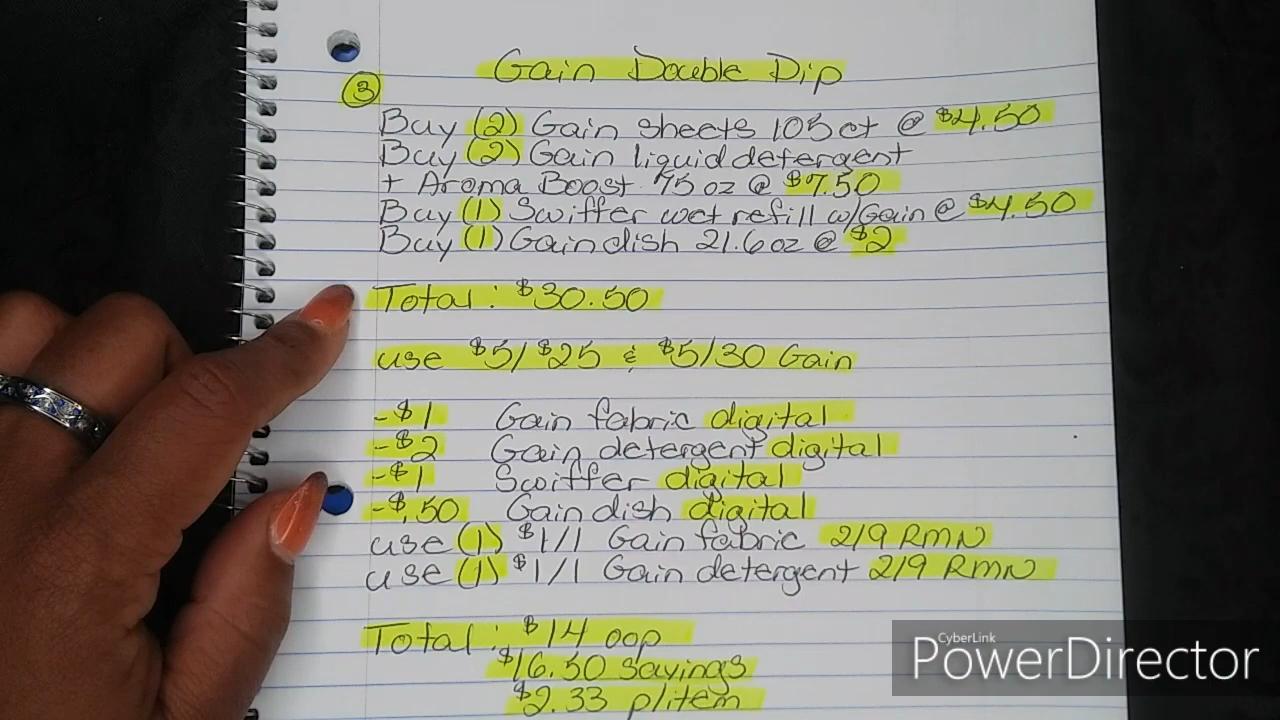 Gain Double Dip
3
Buy (2) Gain sheets 105 ct @ $4.50
Buy (2) Gain liquid detergent
+ Aroma Boost 75 oz @ $7.50
Buy (1) Swiffer wet refill w/Gain @ $4.50
Buy (1) Gain dish 21.6 oz @ $2
Total: $30.50
use $5/$25 & $5/30 Gain
-$1 Gain fabric digital
-$2 Gain detergent digital
-$1 Swiffer digital
-$.50 Gain dish digital
use (1) $1/1 Gain fabric 2/9 RMN
use (1) $1/1 Gain detergent 2/9 RMN
Total: $14 oop
$16.50 savings
$2.33 p/item
CyberLink
PowerDirector